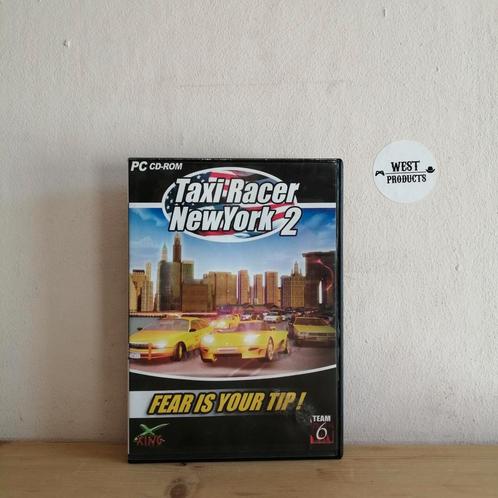 PC CD-ROM
Taxi Racer
NewYork 2
FEAR IS YOUR TIP!
X
KING
TEAM
6
WEST
PRODUCTS